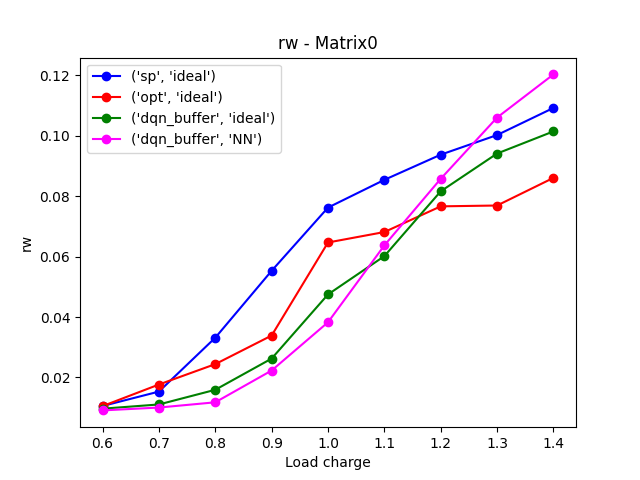 rw - Matrix0
('sp', 'ideal')
('opt', 'ideal')
('dqn_buffer', 'ideal')
('dqn_buffer', 'NN')
0.12
0.10
0.08
0.06
0.04
0.02
rw
0.6 0.7 0.8 0.9 1.0 1.1 1.2 1.3 1.4
Load charge